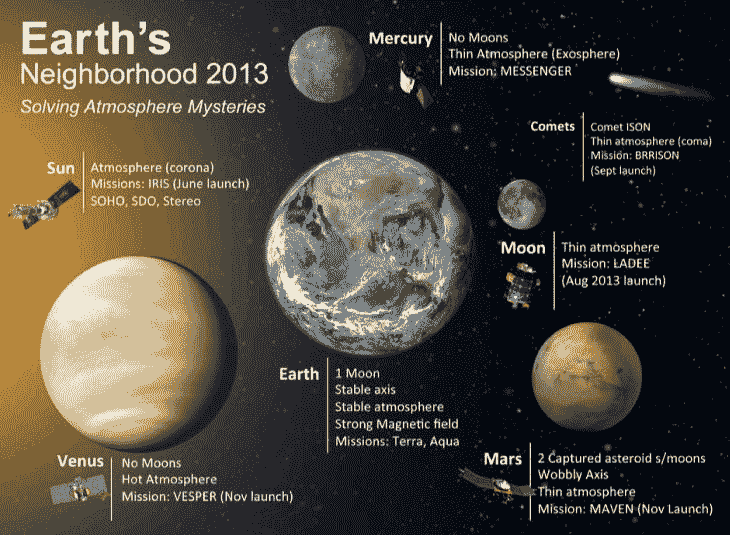 Earth's
Neighborhood 2013
Solving Atmosphere Mysteries
Mercury
No Moons
Thin Atmosphere (Exosphere)
Mission: MESSENGER
Comets
Comet ISON
Thin atmosphere (coma)
Mission: BRRISON
(Sept launch)
Sun
Atmosphere (corona)
Missions: IRIS (June launch)
SOHO, SDO, Stereo
Moon
Thin atmosphere
Mission: LADEE
(Aug 2013 launch)
Earth
1 Moon
Stable axis
Stable atmosphere
Strong Magnetic field
Missions: Terra, Aqua
Venus
No Moons
Hot Atmosphere
Mission: VESPER (Nov launch)
Mars
2 Captured asteroid s/moons
Wobbly Axis
Thin atmosphere
Mission: MAVEN (Nov Launch)